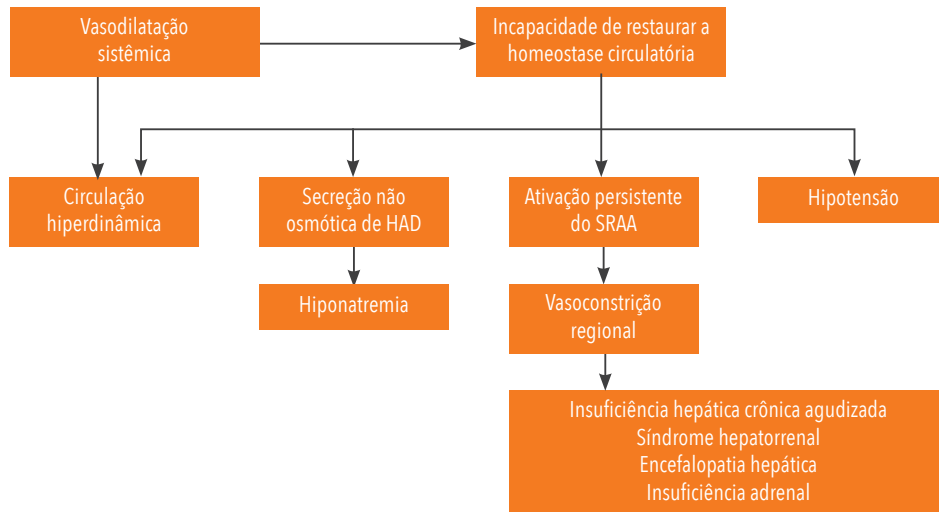 Vasodilatação
sistêmica
Incapacidade de restaurar a
homeostase circulatória
Circulação
hiperdinâmica
Secreção não
osmótica de HAD
Ativação persistente
do SRAA
Hipotensão
Hiponatremia
Vasoconstrição
regional
Insuficiência hepática crônica agudizada
Síndrome hepatorrenal
Encefalopatia hepática
Insuficiência adrenal